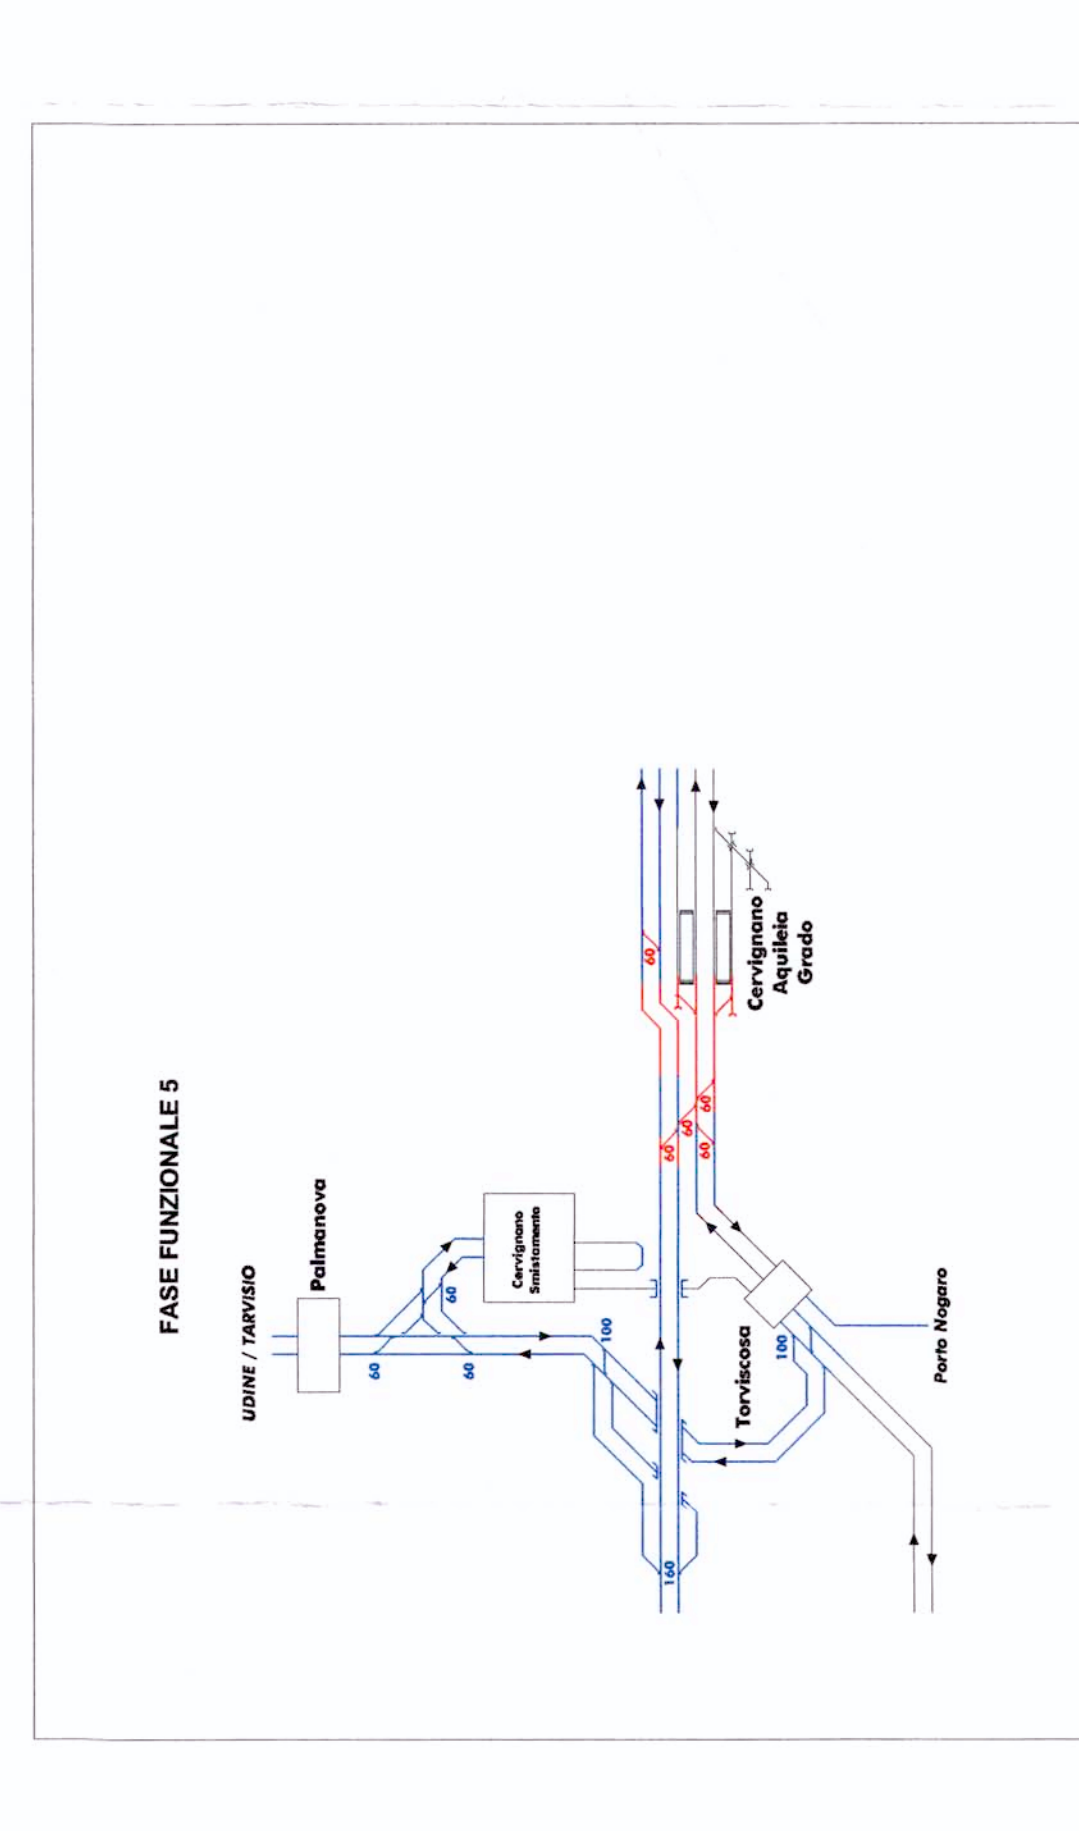 FASE FUNZIONALE 5
UDINE / TARVISIO
Palmanova
60
60
60
Cervignano
Smistamento
100
160
60
60
60
60
60
Torviscosa
100
Cervignano
Aquileia
Grado
Porto Nogaro